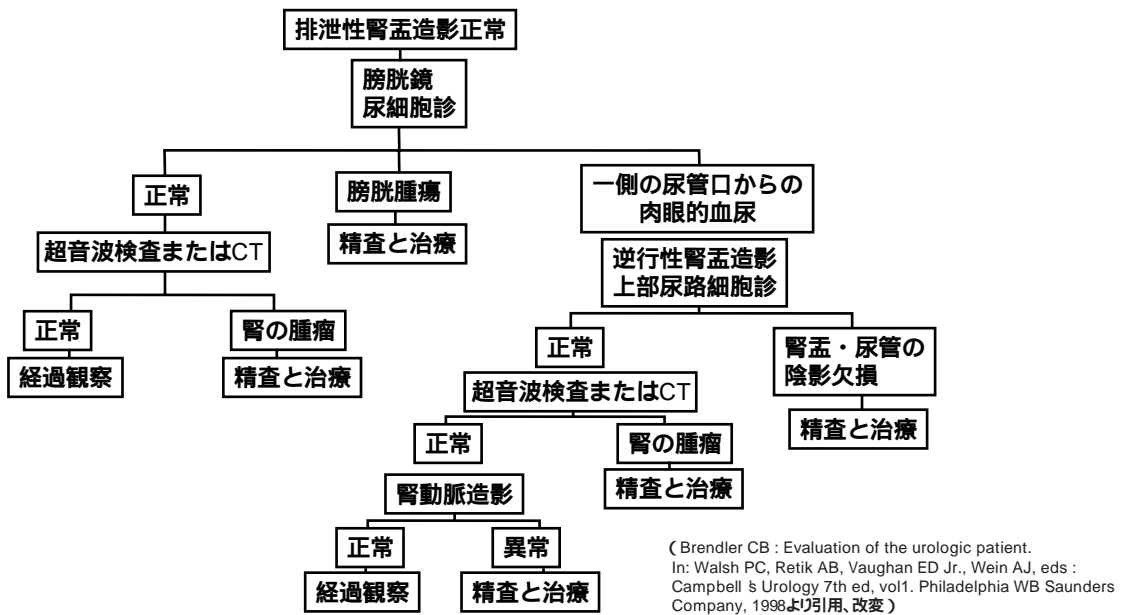 排泄性腎盂造影正常
膀胱鏡
尿細胞診
正常
膀胱腫瘍
一側の尿管口からの
肉眼的血尿
超音波検査またはCT
精査と治療
逆行性腎盂造影
上部尿路細胞診
正常
腎の腫瘤
正常
腎盂・尿管の
陰影欠損
経過観察
精査と治療
超音波検査またはCT
精査と治療
正常
腎の腫瘤
腎動脈造影
精査と治療
正常
異常
経過観察
精査と治療
(Brendler CB : Evaluation of the urologic patient.
In: Walsh PC, Retik AB, Vaughan ED Jr., Wein AJ, eds :
Campbell s Urology 7th ed, vol1. Philadelphia WB Saunders
Company, 1998より引用、改変)